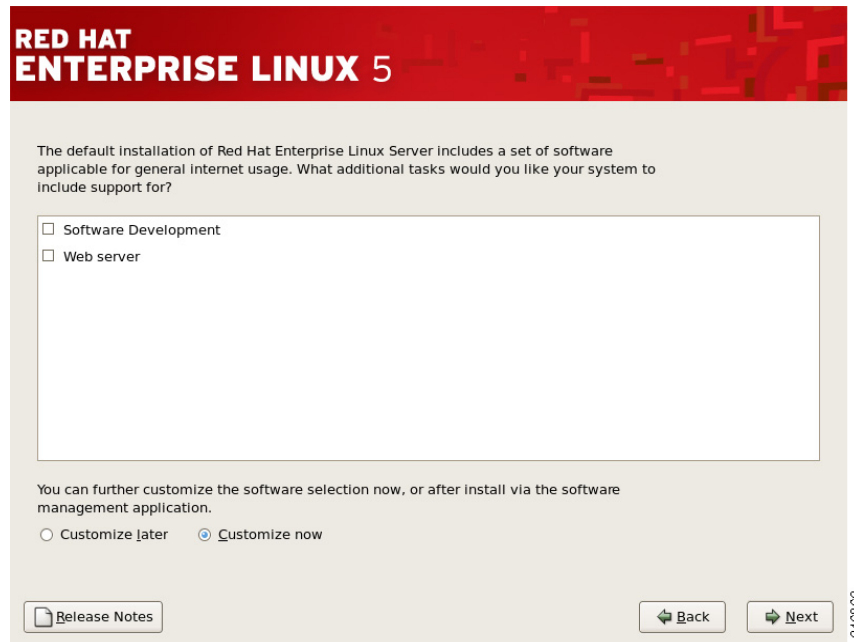 RED HAT
ENTERPRISE LINUX 5
The default installation of Red Hat Enterprise Linux Server includes a set of software
applicable for general internet usage. What additional tasks would you like your system to
include support for?
Software Development
Web server
You can further customize the software selection now, or after install via the software
management application.
Customize later
Customize now
Release Notes
Back
Next